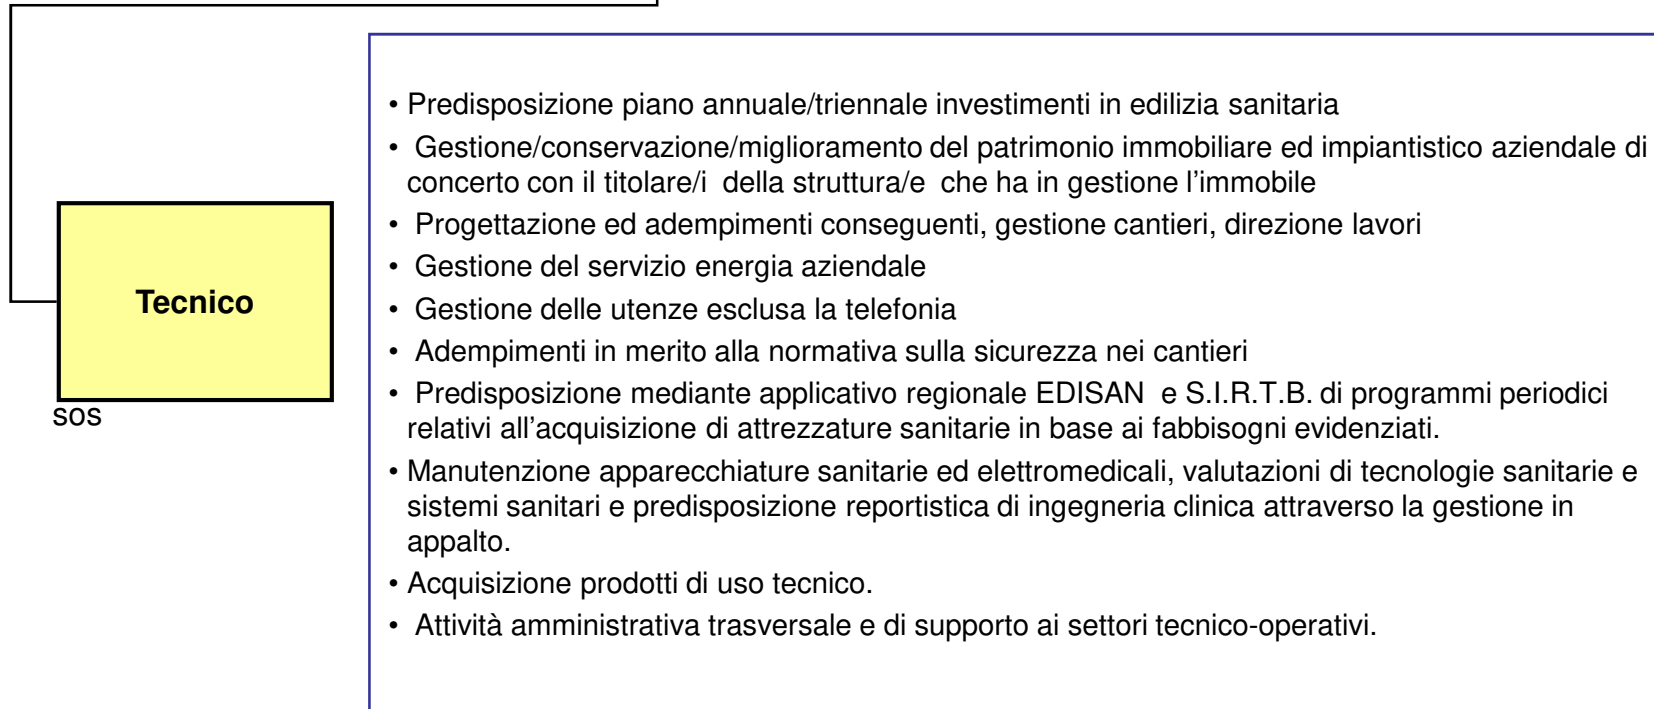 Tecnico
SOS
• Predisposizione piano annuale/triennale investimenti in edilizia sanitaria
• Gestione/conservazione/miglioramento del patrimonio immobiliare ed impiantistico aziendale di
concerto con il titolare/i della struttura/e che ha in gestione l’immobile
• Progettazione ed adempimenti conseguenti, gestione cantieri, direzione lavori
• Gestione del servizio energia aziendale
• Gestione delle utenze esclusa la telefonia
• Adempimenti in merito alla normativa sulla sicurezza nei cantieri
• Predisposizione mediante applicativo regionale EDISAN e S.I.R.T.B. di programmi periodici
relativi all’acquisizione di attrezzature sanitarie in base ai fabbisogni evidenziati.
• Manutenzione apparecchiature sanitarie ed elettromedicali, valutazioni di tecnologie sanitarie e
sistemi sanitari e predisposizione reportistica di ingegneria clinica attraverso la gestione in
appalto.
• Acquisizione prodotti di uso tecnico.
• Attività amministrativa trasversale e di supporto ai settori tecnico-operativi.